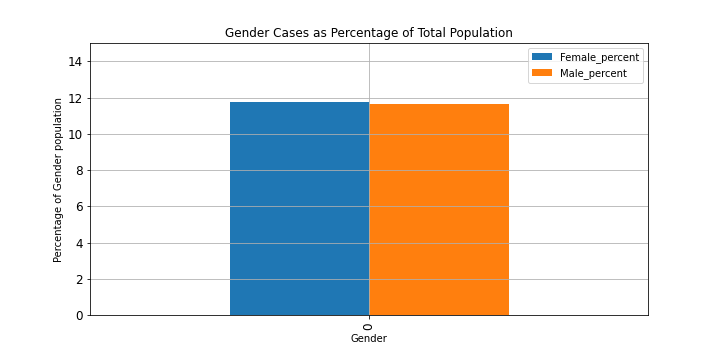 Gender Cases as Percentage of Total Population
Female_percent
Male_percent
Percentage of Gender population
14
12
10
8
6
4
2
0
0
Gender